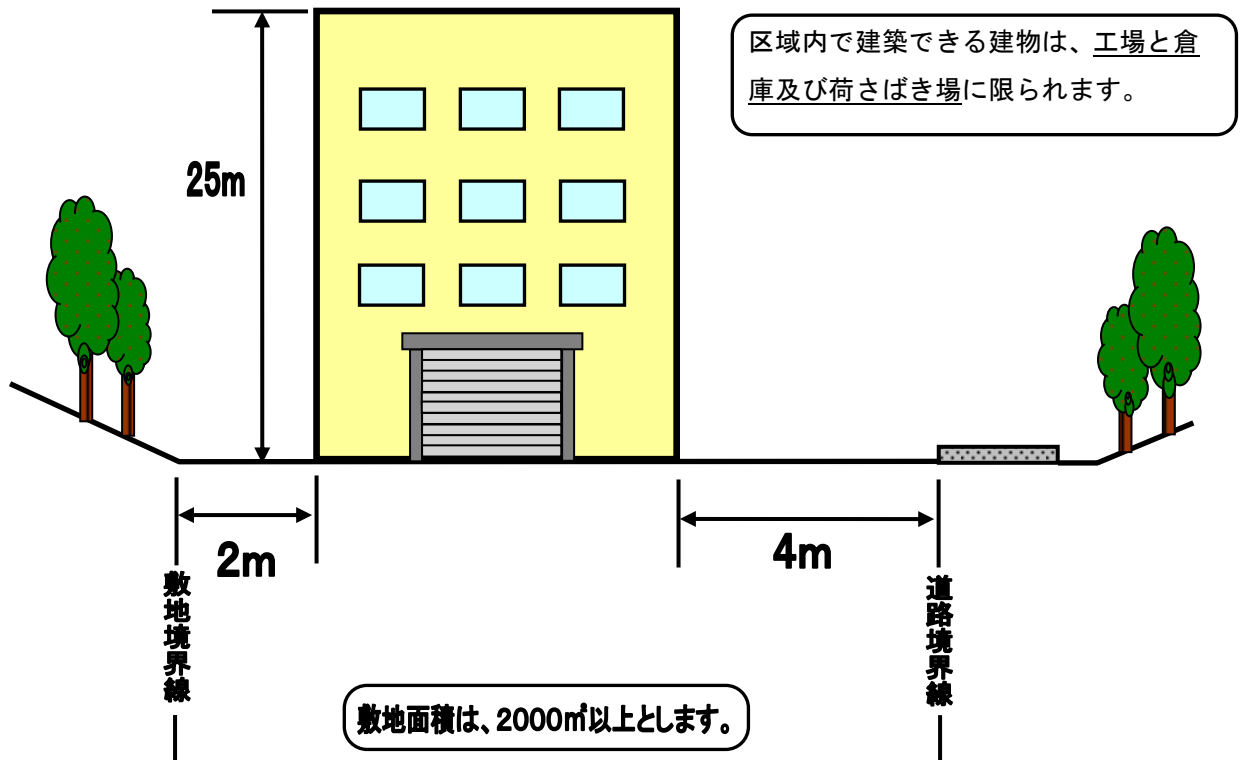 区域内で建築できる建物は、工場と倉
庫及び荷さばき場に限られます。
25m
2m
4m
敷地境界線
道路境界線
敷地面積は、2000㎡以上とします。